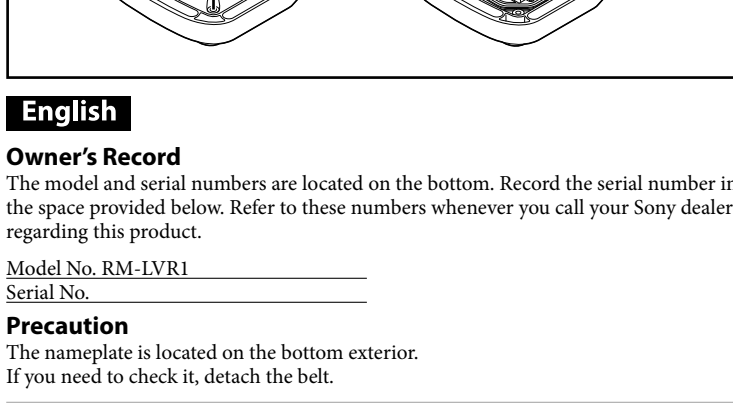 English
Owner’s Record
The model and serial numbers are located on the bottom. Record the serial number in
the space provided below. Refer to these numbers whenever you call your Sony dealer
regarding this product.
Model No. RM-LVR1
Serial No.
Precaution
The nameplate is located on the bottom exterior.
If you need to check it, detach the belt.